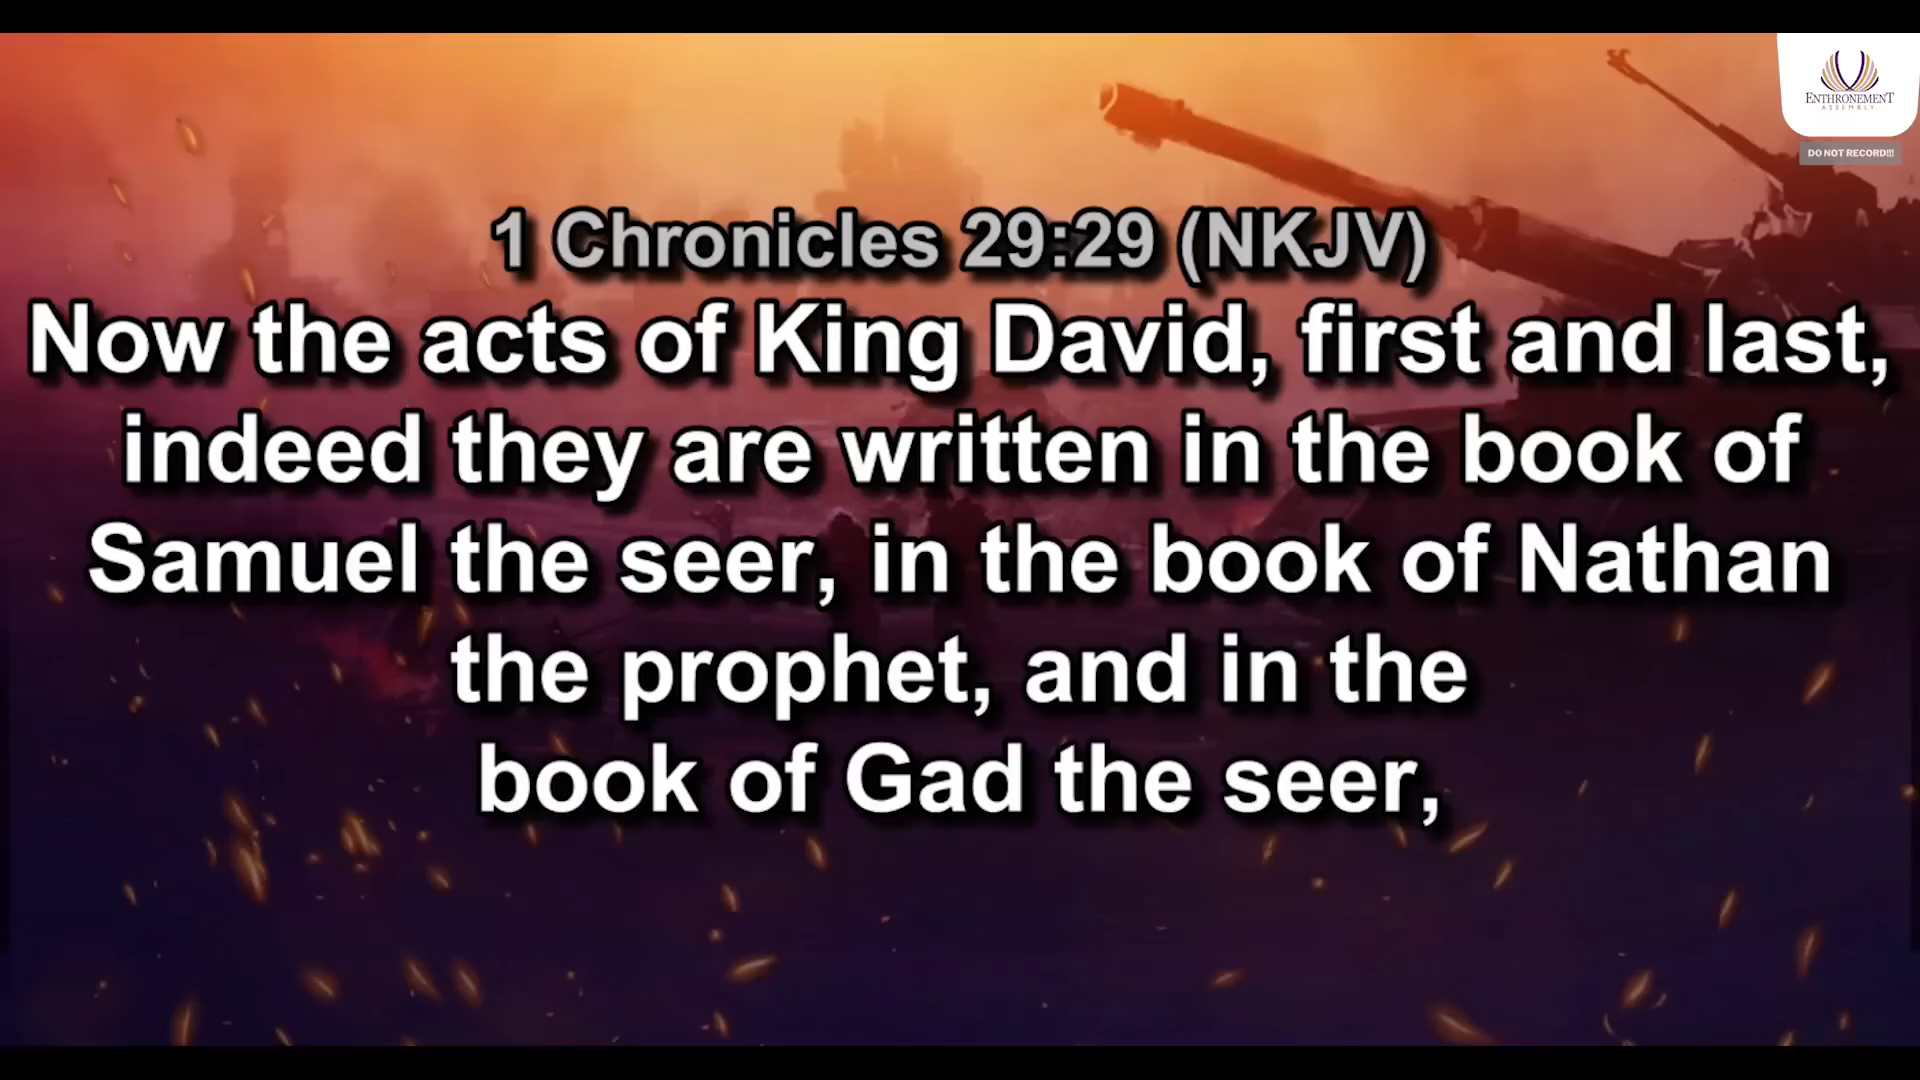 ENTHRONEMENT
ASSEMBLY
DO NOT RECORD!!!
1 Chronicles 29:29 (NKJV)
Now the acts of King David, first and last,
indeed they are written in the book of
Samuel the seer, in the book of Nathan
the prophet, and in the
book of Gad the seer,